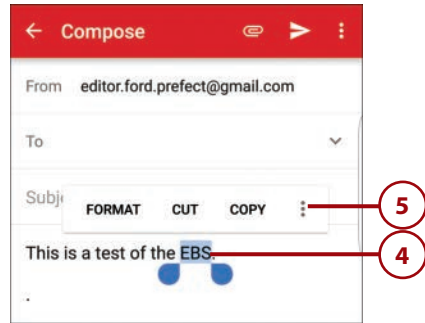 Compose
From editor.ford.prefect@gmail.com
To
Subje
FORMAT CUT COPY
5
This is a test of the EBS.
4
.